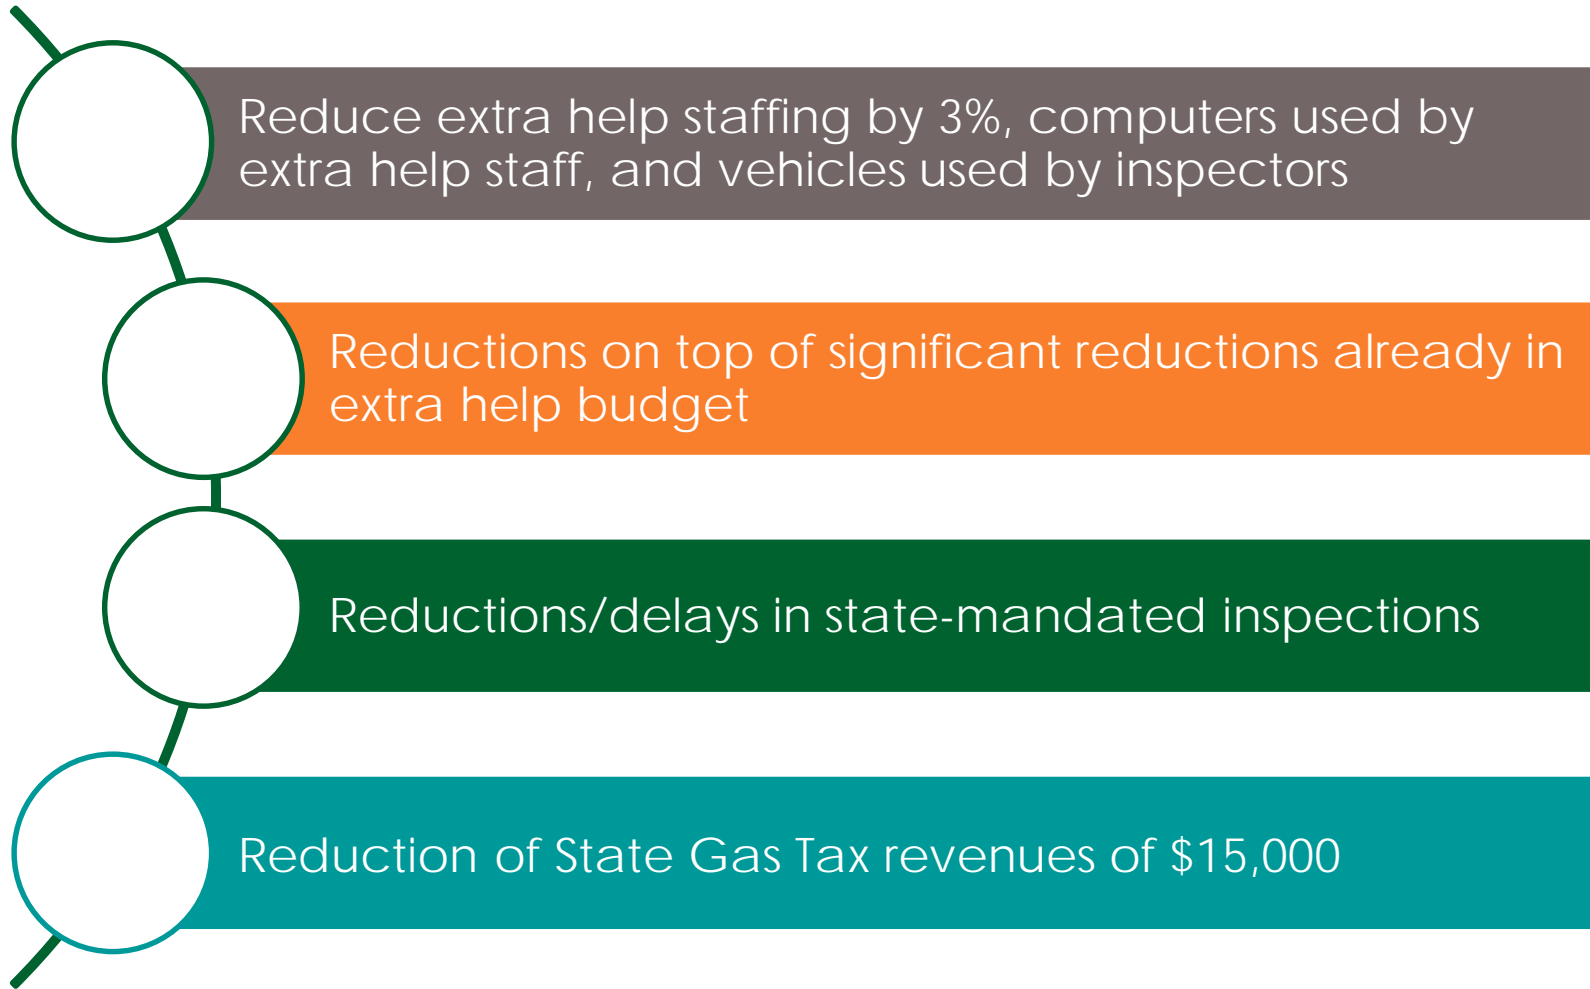 Reduce extra help staffing by 3%, computers used by
extra help staff, and vehicles used by inspectors
Reductions on top of significant reductions already in
extra help budget
Reductions/delays in state-mandated inspections
Reduction of State Gas Tax revenues of $15,000